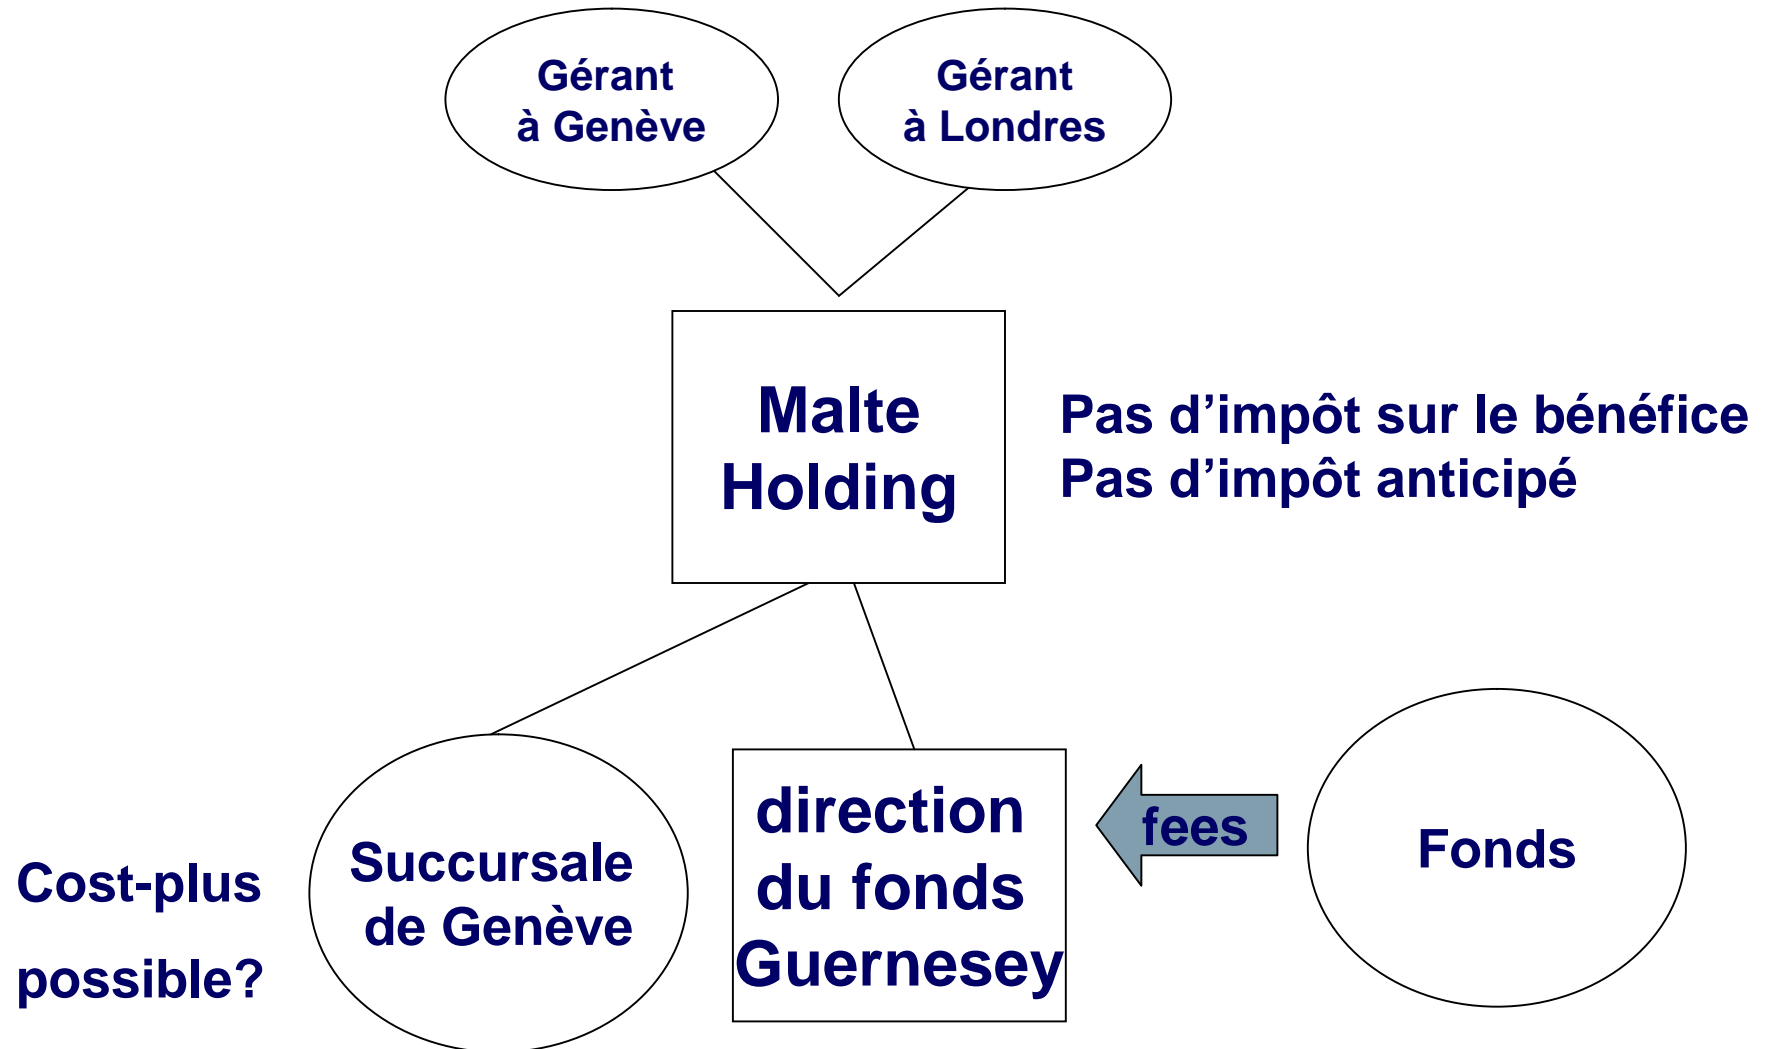 Gérant
à Genève
Gérant
à Londres
Malte
Holding
Pas d’impôt sur le bénéfice
Pas d’impôt anticipé
Cost-plus
possible?
Succursale
de Genève
direction
du fonds
Guernesey
fees
Fonds